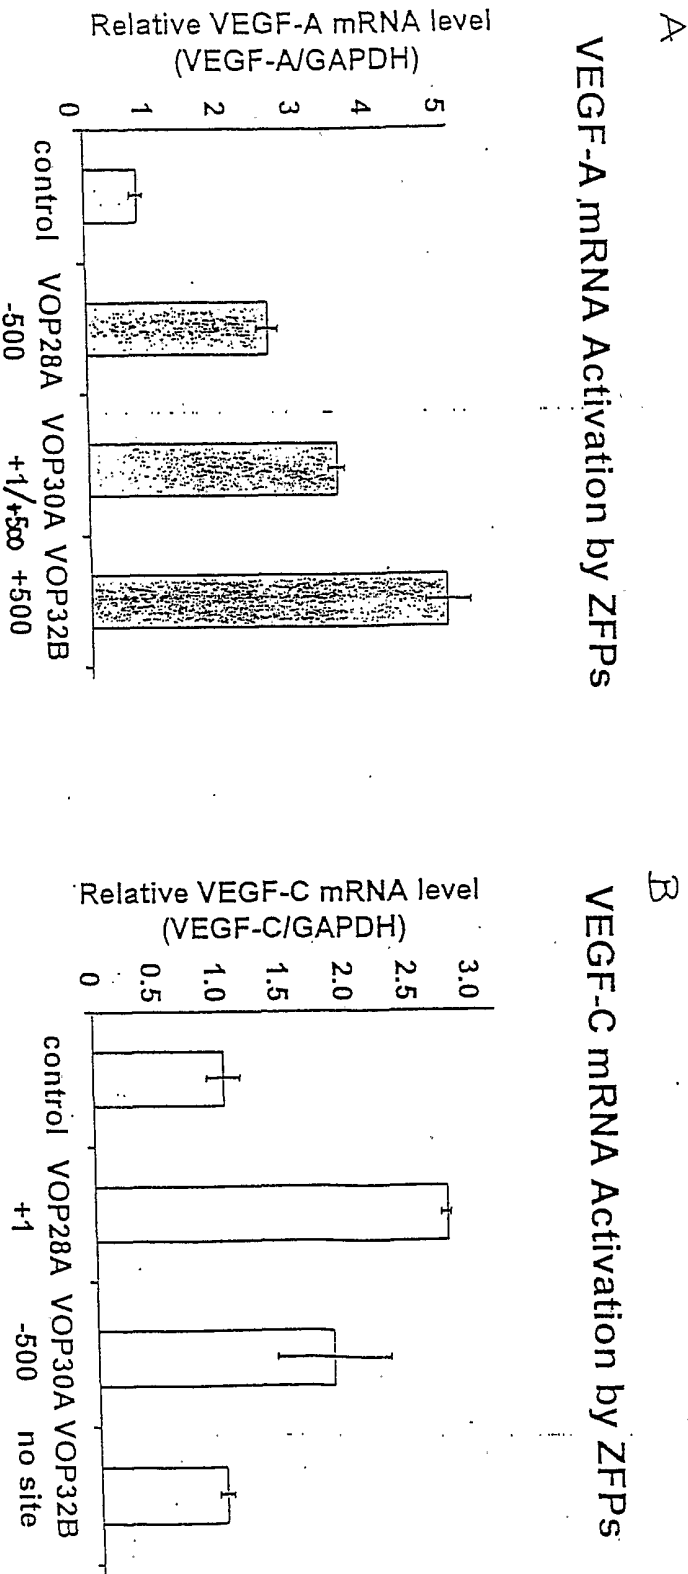 A
VEGF-A mRNA Activation by ZFPs
Relative VEGF-A mRNA level
(VEGF-A/GAPDH)
5
4
3
2
1
0
control VOP28A VOP30A VOP32B
-500 +1/+500 +500
B
VEGF-C mRNA Activation by ZFPs
Relative VEGF-C mRNA level
(VEGF-C/GAPDH)
3.0
2.5
2.0
1.5
1.0
0.5
0
control VOP28A VOP30A VOP32B
+1 -500 no site